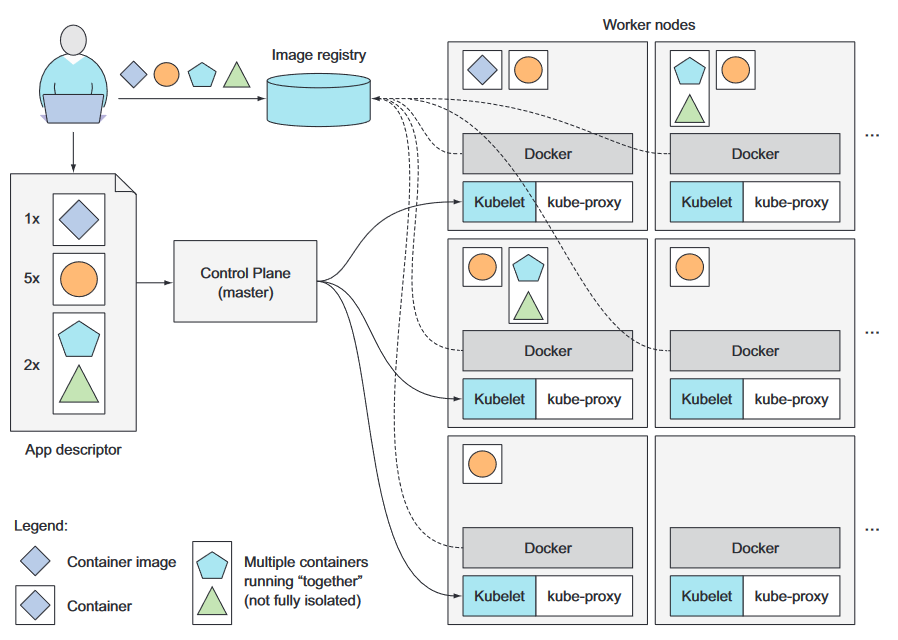 Worker nodes
Image registry
1x
5x
2x
App descriptor
Control Plane
(master)
Docker
Kubelet
kube-proxy
Docker
Kubelet
kube-proxy
...
Docker
Kubelet
kube-proxy
Docker
Kubelet
kube-proxy
...
Docker
Kubelet
kube-proxy
Docker
Kubelet
kube-proxy
...
Legend:
Container image
Container
Multiple containers
running “together”
(not fully isolated)